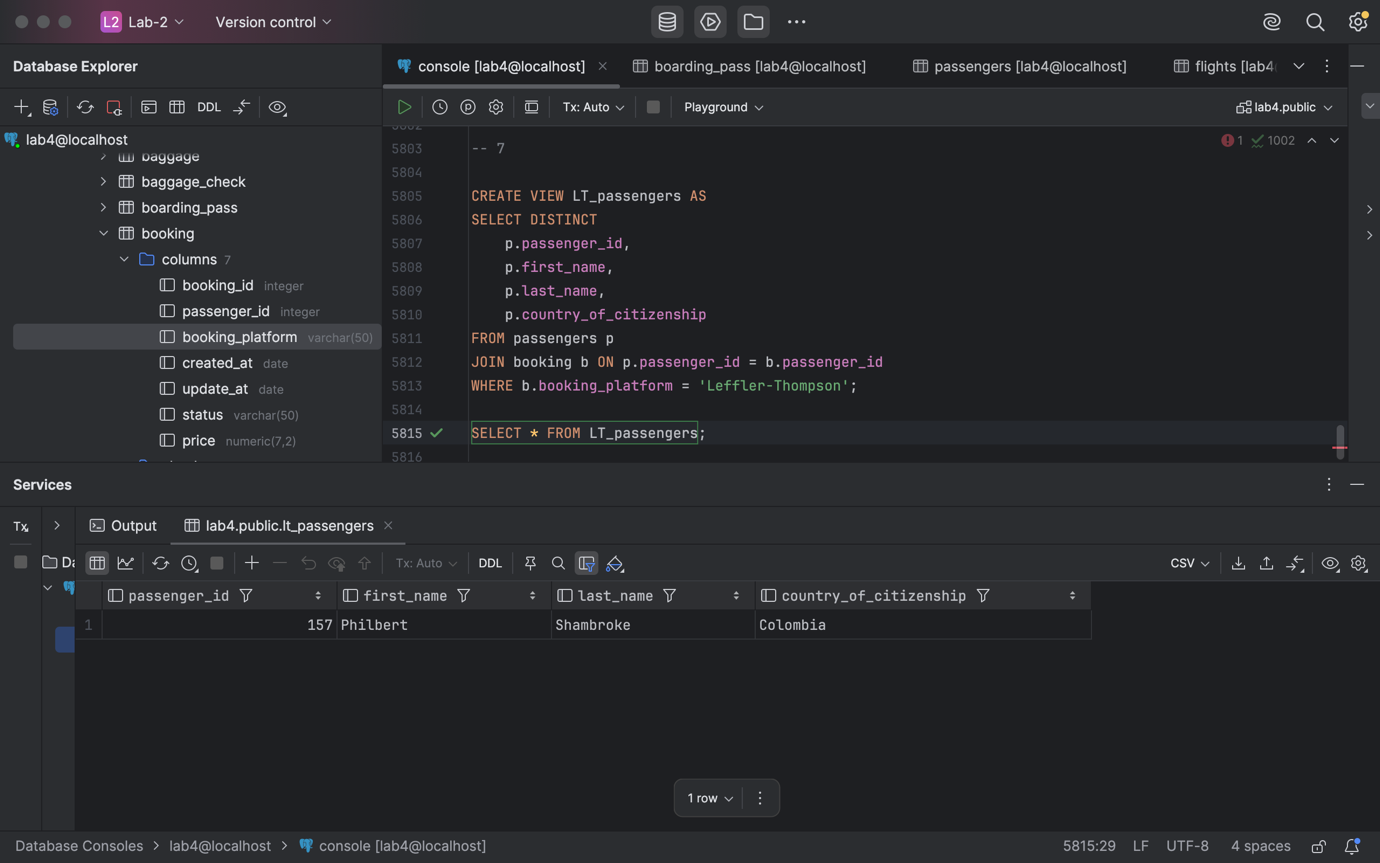 L2 Lab-2 Version control
Database Explorer
console [lab4@localhost] boarding_pass [lab4@localhost] passengers [lab4@localhost] flights [lab4
DDL Tx: Auto Playground lab4.public
lab4@localhost
baggage
baggage_check
boarding_pass
booking
columns 7
booking_id integer
passenger_id integer
booking_platform varchar(50)
created_at date
update_at date
status varchar(50)
price numeric(7,2)
1 1002
5803 -- 7
5804
5805 CREATE VIEW LT_passengers AS
5806 SELECT DISTINCT
5807 p.passenger_id,
5808 p.first_name,
5809 p.last_name,
5810 p.country_of_citizenship
5811 FROM passengers p
5812 JOIN booking b ON p.passenger_id = b.passenger_id
5813 WHERE b.booking_platform = 'Leffler-Thompson';
5814
5815 SELECT * FROM LT_passengers;
5816
Services
Tx Output lab4.public.lt_passengers
Da Tx: Auto DDL CSV
passenger_id first_name last_name country_of_citizenship
1 157 Philbert Shambroke Colombia
1 row
Database Consoles > lab4@localhost > console [lab4@localhost] 5815:29 LF UTF-8 4 spaces